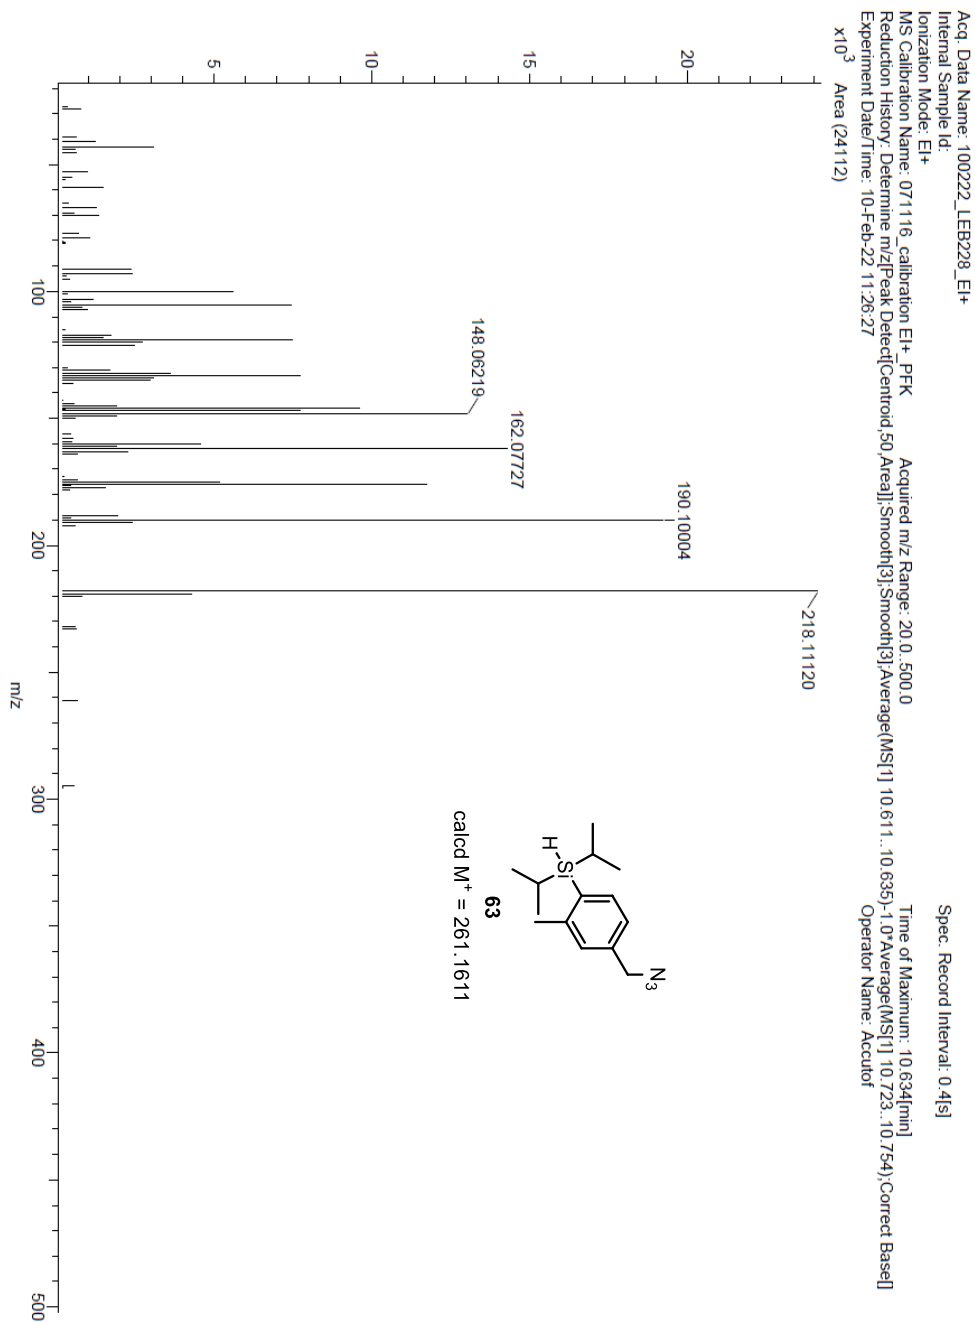 Acq. Data Name: 100222_LEB228_EI+
Internal Sample Id: Spec. Record Interval: 0.4[s]
Ionization Mode: EI+
MS Calibration Name: 071116_calibration EI+_PFK Acquired m/z Range: 20.0..500.0 Time of Maximum: 10.634[min]
Reduction History: Determine m/z[Peak Detect[Centroid,50,Area]];Smooth[3];Smooth[3];Average(MS[1] 10.611..10.635)-1.0*Average(MS[1] 10.723..10.754);Correct Base[]
Experiment Date/Time: 10-Feb-22 11:26:27 Operator Name: Accutof
x10³ Area (24112)
218.11120
20
190.10004
15
162.07727
148.06219
10
5
N₃
Si
H
63
calcd M⁺ = 261.1611
100
200
300
400
500
m/z